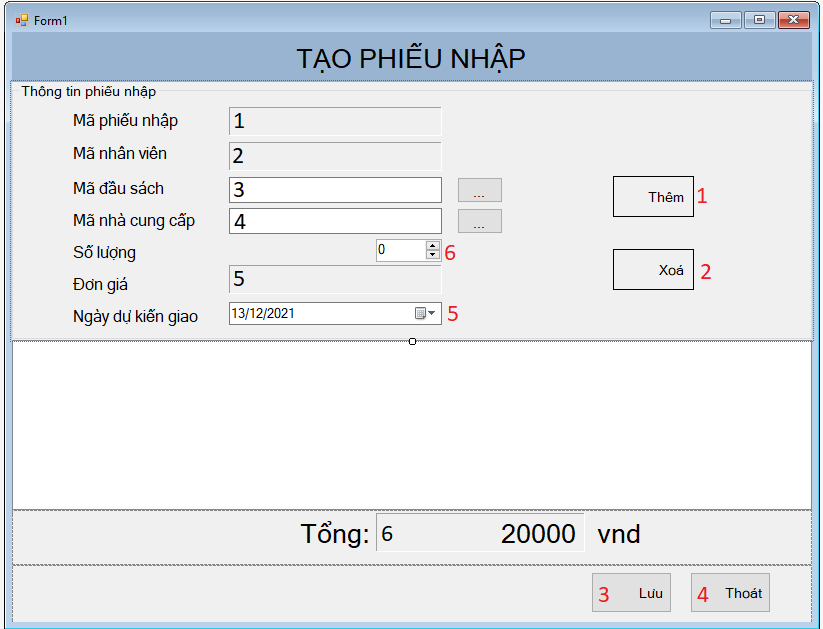 Form1
TẠO PHIẾU NHẬP
Thông tin phiếu nhập
Mã phiếu nhập 1
Mã nhân viên 2
Mã đầu sách 3 ...
Mã nhà cung cấp 4 ...
Số lượng 0 6
Đơn giá 5
Ngày dự kiến giao 13/12/2021 5
Thêm 1
Xoá 2
Tổng: 6 20000 vnd
3 Lưu 4 Thoát